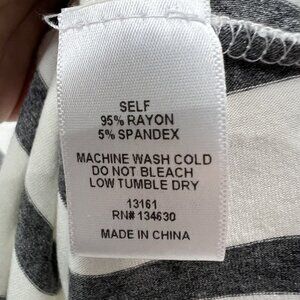 SELF
95% RAYON
5% SPANDEX
MACHINE WASH COLD
DO NOT BLEACH
LOW TUMBLE DRY
13161
RN# 134630
MADE IN CHINA